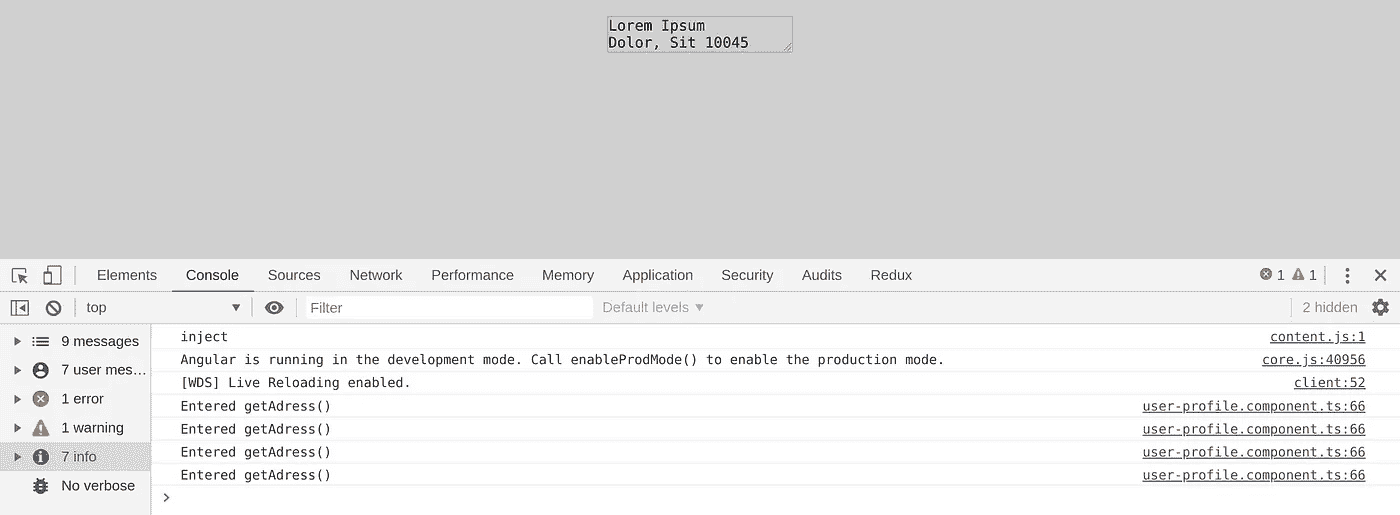 Lorem Ipsum
Dolor, Sit 10045
Elements Console Sources Network Performance Memory Application Security Audits Redux 1 1
top Filter Default levels 2 hidden
9 messages
7 user mes…
1 error
1 warning
7 info
No verbose
inject content.js:1
Angular is running in the development mode. Call enableProdMode() to enable the production mode. core.js:40956
[WDS] Live Reloading enabled. client:52
Entered getAdress() user-profile.component.ts:66
Entered getAdress() user-profile.component.ts:66
Entered getAdress() user-profile.component.ts:66
Entered getAdress() user-profile.component.ts:66